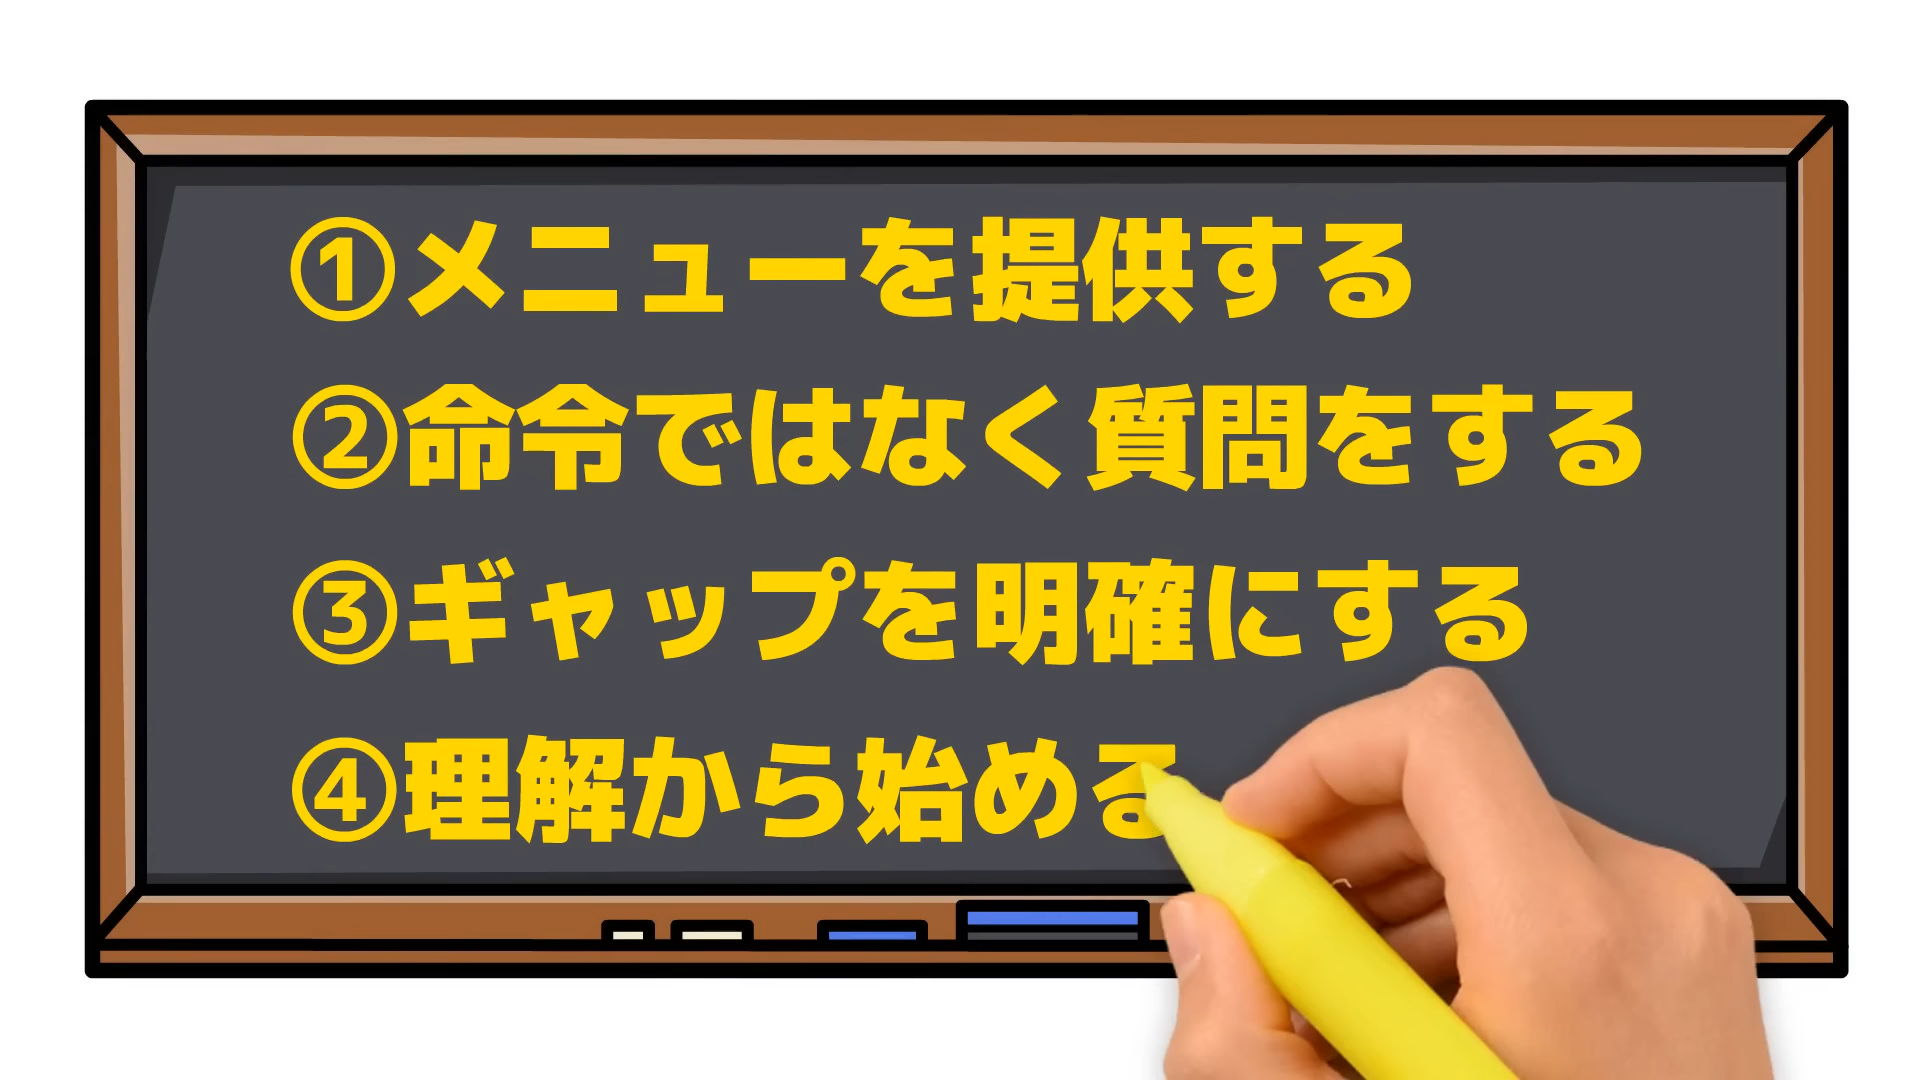 ①メニューを提供する
②命令ではなく質問をする
③ギャップを明確にする
④理解から始める